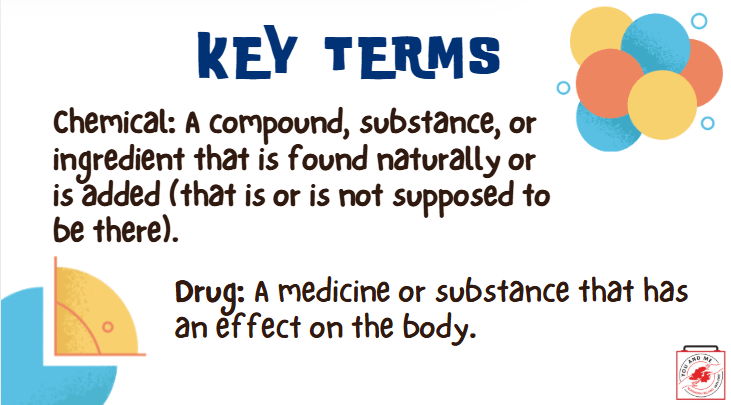 KEY TERMS
Chemical: A compound, substance, or
ingredient that is found naturally or
is added (that is or is not supposed to
be there).
Drug: A medicine or substance that has
an effect on the body.
YOU AND ME